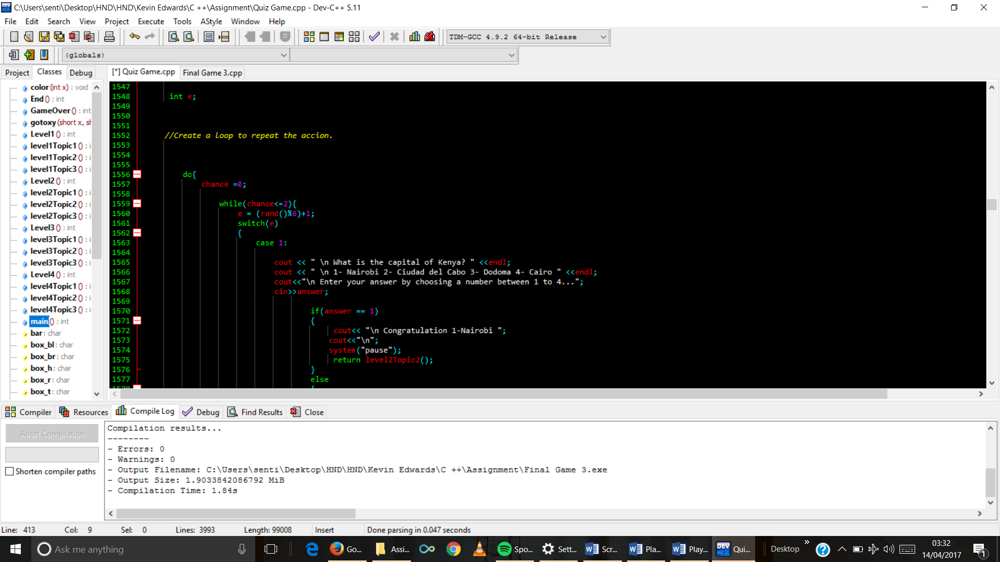 C:\Users\senti\Desktop\HND\HND\Kevin Edwards\C ++\Assignment\Quiz Game.cpp - Dev-C++ 5.11
File Edit Search View Project Execute Tools AStyle Window Help
TDM-GCC 4.9.2 64-bit Release
(globals)
Project Classes Debug
[*] Quiz Game.cpp Final Game 3.cpp
color (int x) : void
End () : int
GameOver () : int
gotoxy (short x, sh
Level1 () : int
level1Topic1 () : i
level1Topic2 () : i
level1Topic3 () : i
Level2 () : int
level2Topic1 () : i
level2Topic2 () : i
level2Topic3 () : i
Level3 () : int
level3Topic1 () : i
level3Topic2 () : i
level3Topic3 () : i
Level4 () : int
level4Topic1 () : i
level4Topic2 () : i
level4Topic3 () : i
main () : int
bar : char
box_bl : char
box_br : char
box_h : char
box_r : char
box_t : char
1547
1548 int e;
1549
1550
1551
1552 //Create a loop to repeat the accion.
1553
1554
1555
1556 do{
1557 chance =0;
1558
1559 while(chance<=2){
1560 e = (rand()%6)+1;
1561 switch(e)
1562 {
1563 case 1:
1564
1565 cout << " \n What is the capital of Kenya? " <<endl;
1566 cout << " \n 1- Nairobi 2- Ciudad del Cabo 3- Dodoma 4- Cairo " <<endl;
1567 cout<<"\n Enter your answer by choosing a number between 1 to 4...";
1568 cin>>answer;
1569
1570 if(answer == 1)
1571 {
1572 cout<< "\n Congratulation 1-Nairobi ";
1573 cout<<"\n";
1574 system("pause");
1575 return level2Topic2();
1576 }
1577 else
1578 {
Compiler Resources Compile Log Debug Find Results Close
Abort Compilation
Shorten compiler paths
Compilation results...
--------
- Errors: 0
- Warnings: 0
- Output Filename: C:\Users\senti\Desktop\HND\HND\Kevin Edwards\C ++\Assignment\Final Game 3.exe
- Output Size: 1.9033842086792 MiB
- Compilation Time: 1.84s
Line: 413 Col: 9 Sel: 0 Lines: 3993 Length: 99008 Insert Done parsing in 0.047 seconds
Ask me anything
Go... Assi... Spo... Sett... Scr... Pla... Play... DEV Qui... Desktop » 03:32
14/04/2017 1